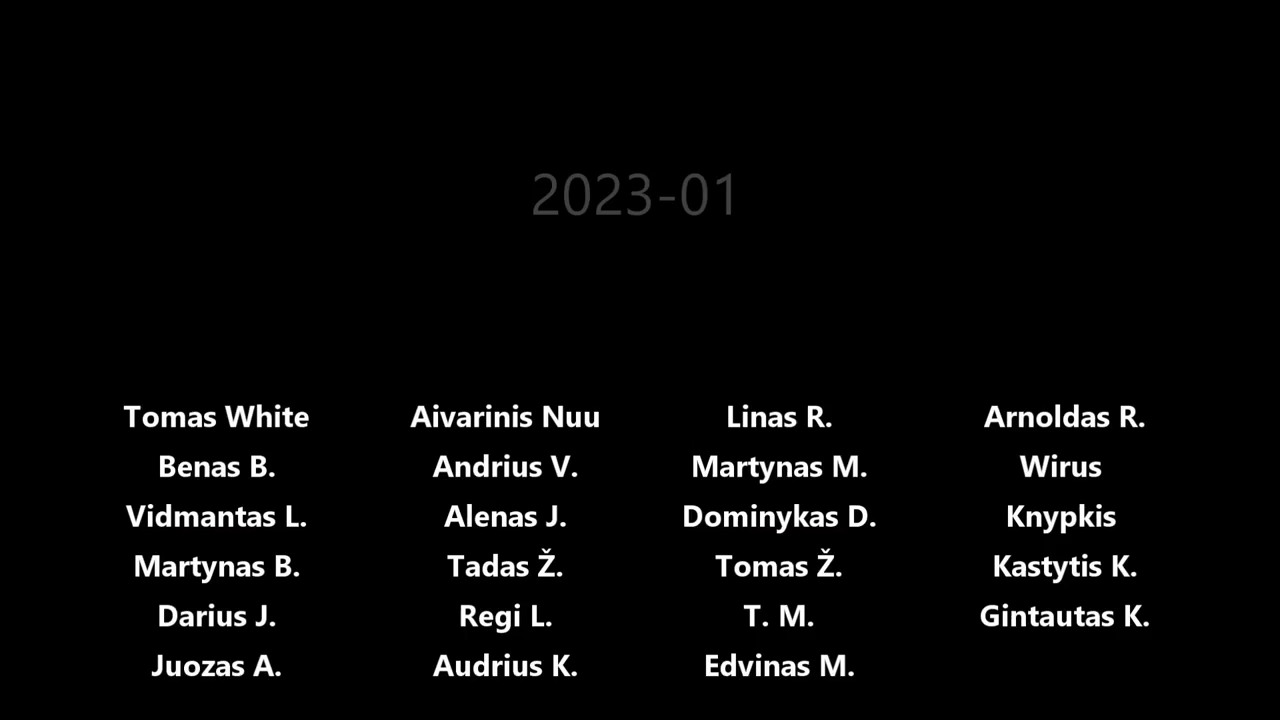 2023-01
Tomas White
Benas B.
Vidmantas L.
Martynas B.
Darius J.
Juozas A.
Aivarinis Nuu
Andrius V.
Alenas J.
Tadas Ž.
Regi L.
Audrius K.
Linas R.
Martynas M.
Dominykas D.
Tomas Ž.
T. M.
Edvinas M.
Arnoldas R.
Wirus
Knypkis
Kastytis K.
Gintautas K.